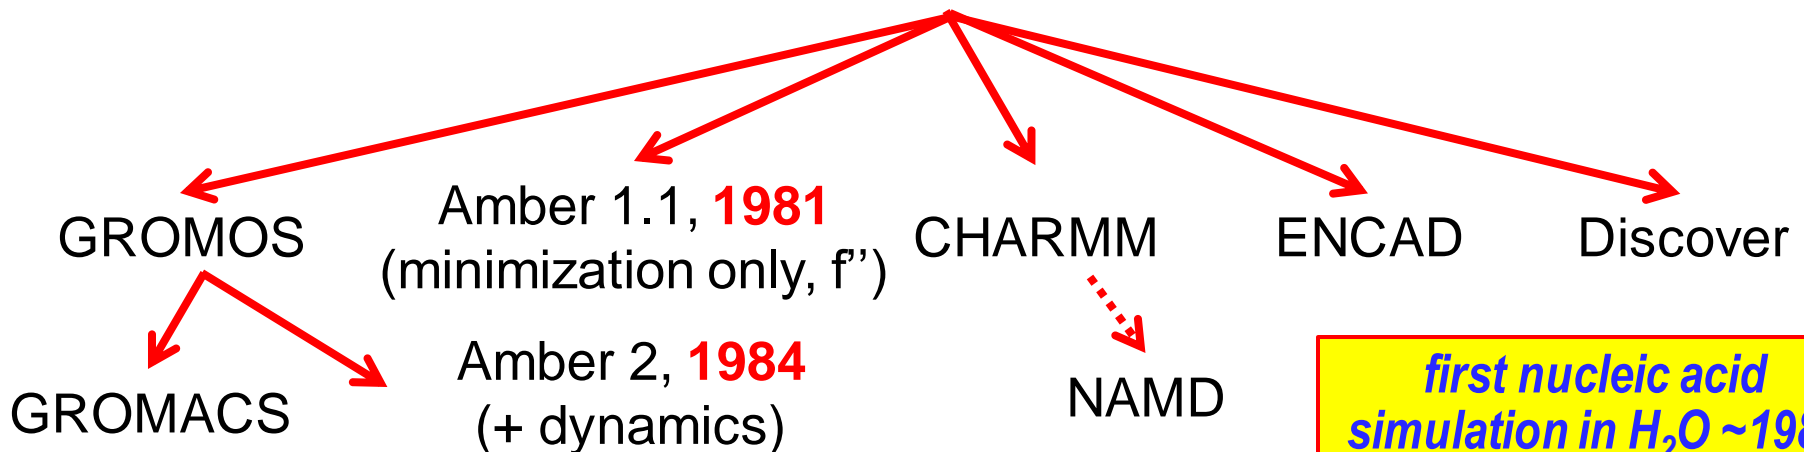 GROMOS
Amber 1.1, 1981
(minimization only, f’’)
CHARMM
ENCAD
Discover
GROMACS
Amber 2, 1984
(+ dynamics)
NAMD
first nucleic acid
simulation in H₂O